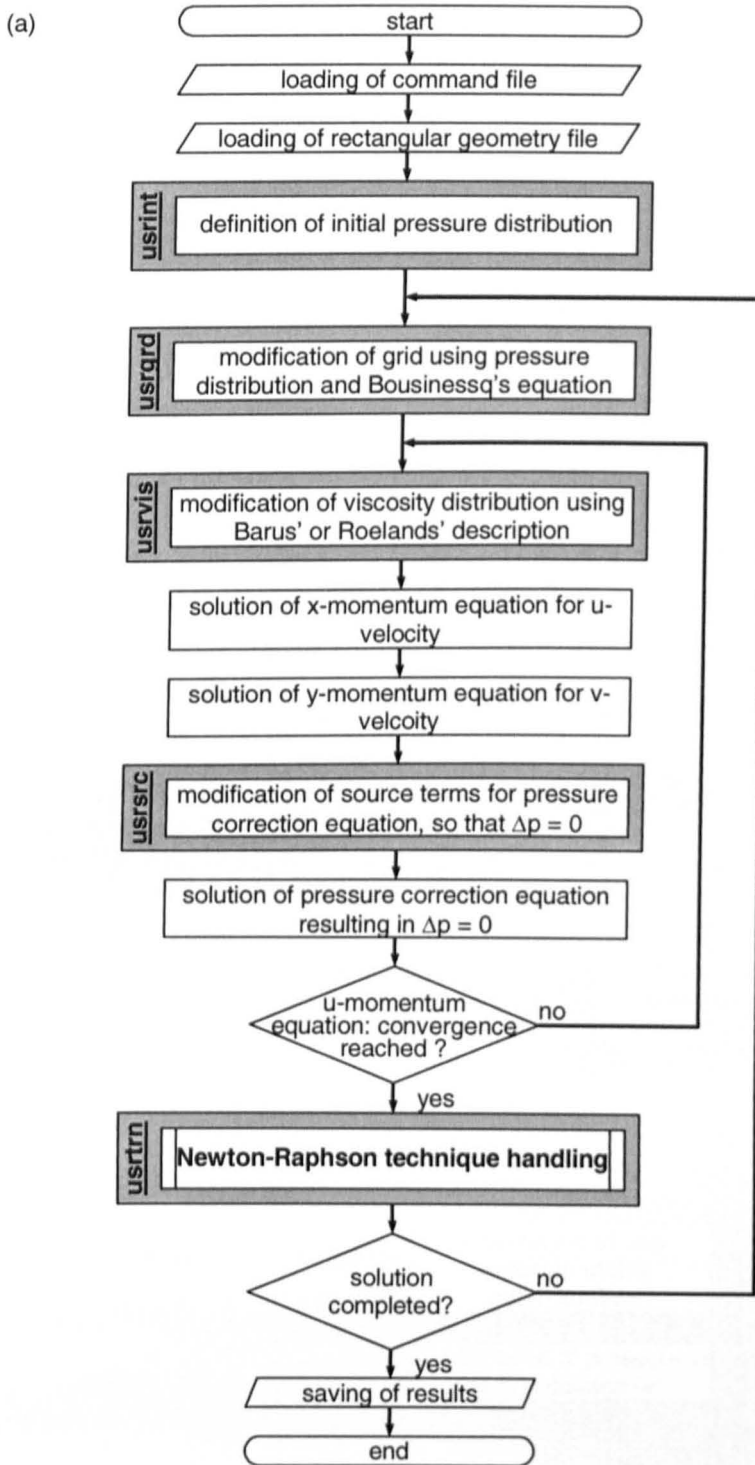 (a)
start
loading of command file
loading of rectangular geometry file
usrint
definition of initial pressure distribution
usrgrd
modification of grid using pressure
distribution and Bousinessq's equation
usrvis
modification of viscosity distribution using
Barus' or Roelands' description
solution of x-momentum equation for u-
velocity
solution of y-momentum equation for v-
velcoity
usrsrc
modification of source terms for pressure
correction equation, so that Δp = 0
solution of pressure correction equation
resulting in Δp = 0
u-momentum
equation: convergence
reached ?
no
yes
usrtrn
Newton-Raphson technique handling
solution
completed?
no
yes
saving of results
end